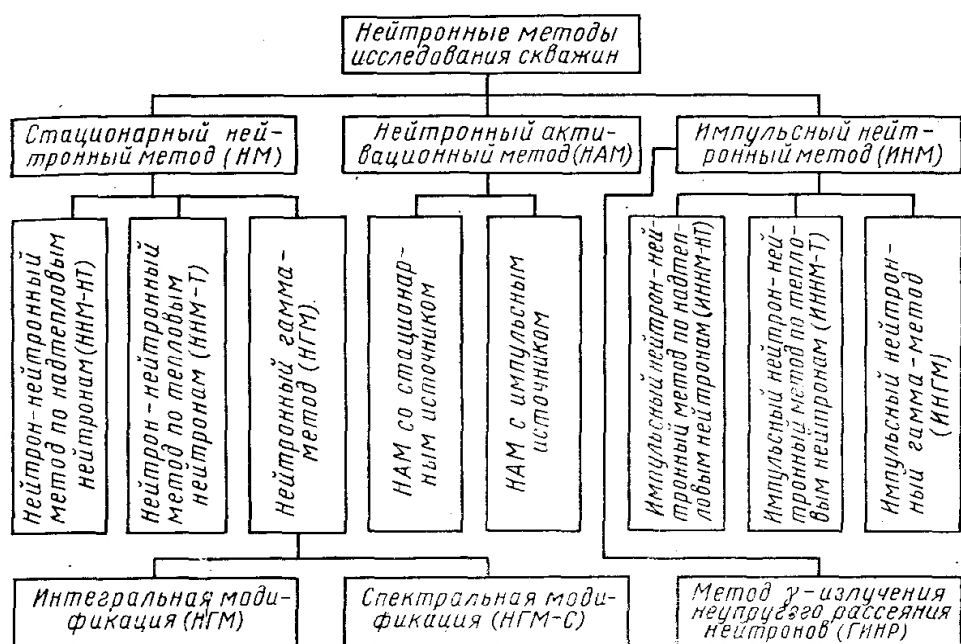 Нейтронные методы
исследования скважин
Стационарный ней-
тронный метод (НМ)
Нейтронный акти-
вационный метод(НАМ)
Импульсный нейт-
ронный метод (ИНМ)
Нейтрон-нейтронный
метод по надтепловым
нейтронам(ННМ-НТ)
Нейтрон-нейтронный
метод по тепловым
нейтронам (ННМ-Т)
Нейтронный гамма-
метод (НГМ).
НАМ со стационар-
ным источником
НАМ с импульсным
источником
Импульсный нейтрон-ней-
тронный метод по надтеп-
ловым нейтронам (ИННМ-НТ)
Импульсный нейтрон-ней-
тронный метод по тепло-
вым нейтронам (ИННМ-Т)
Импульсный нейтрон-
ный гамма-метод
(ИНГМ)
Интегральная моди-
фикация (НГМ)
Спектральная моди-
фикация (НГМ-С)
Метод γ-излучения
неупругого рассеяния
нейтронов (ГИНР)